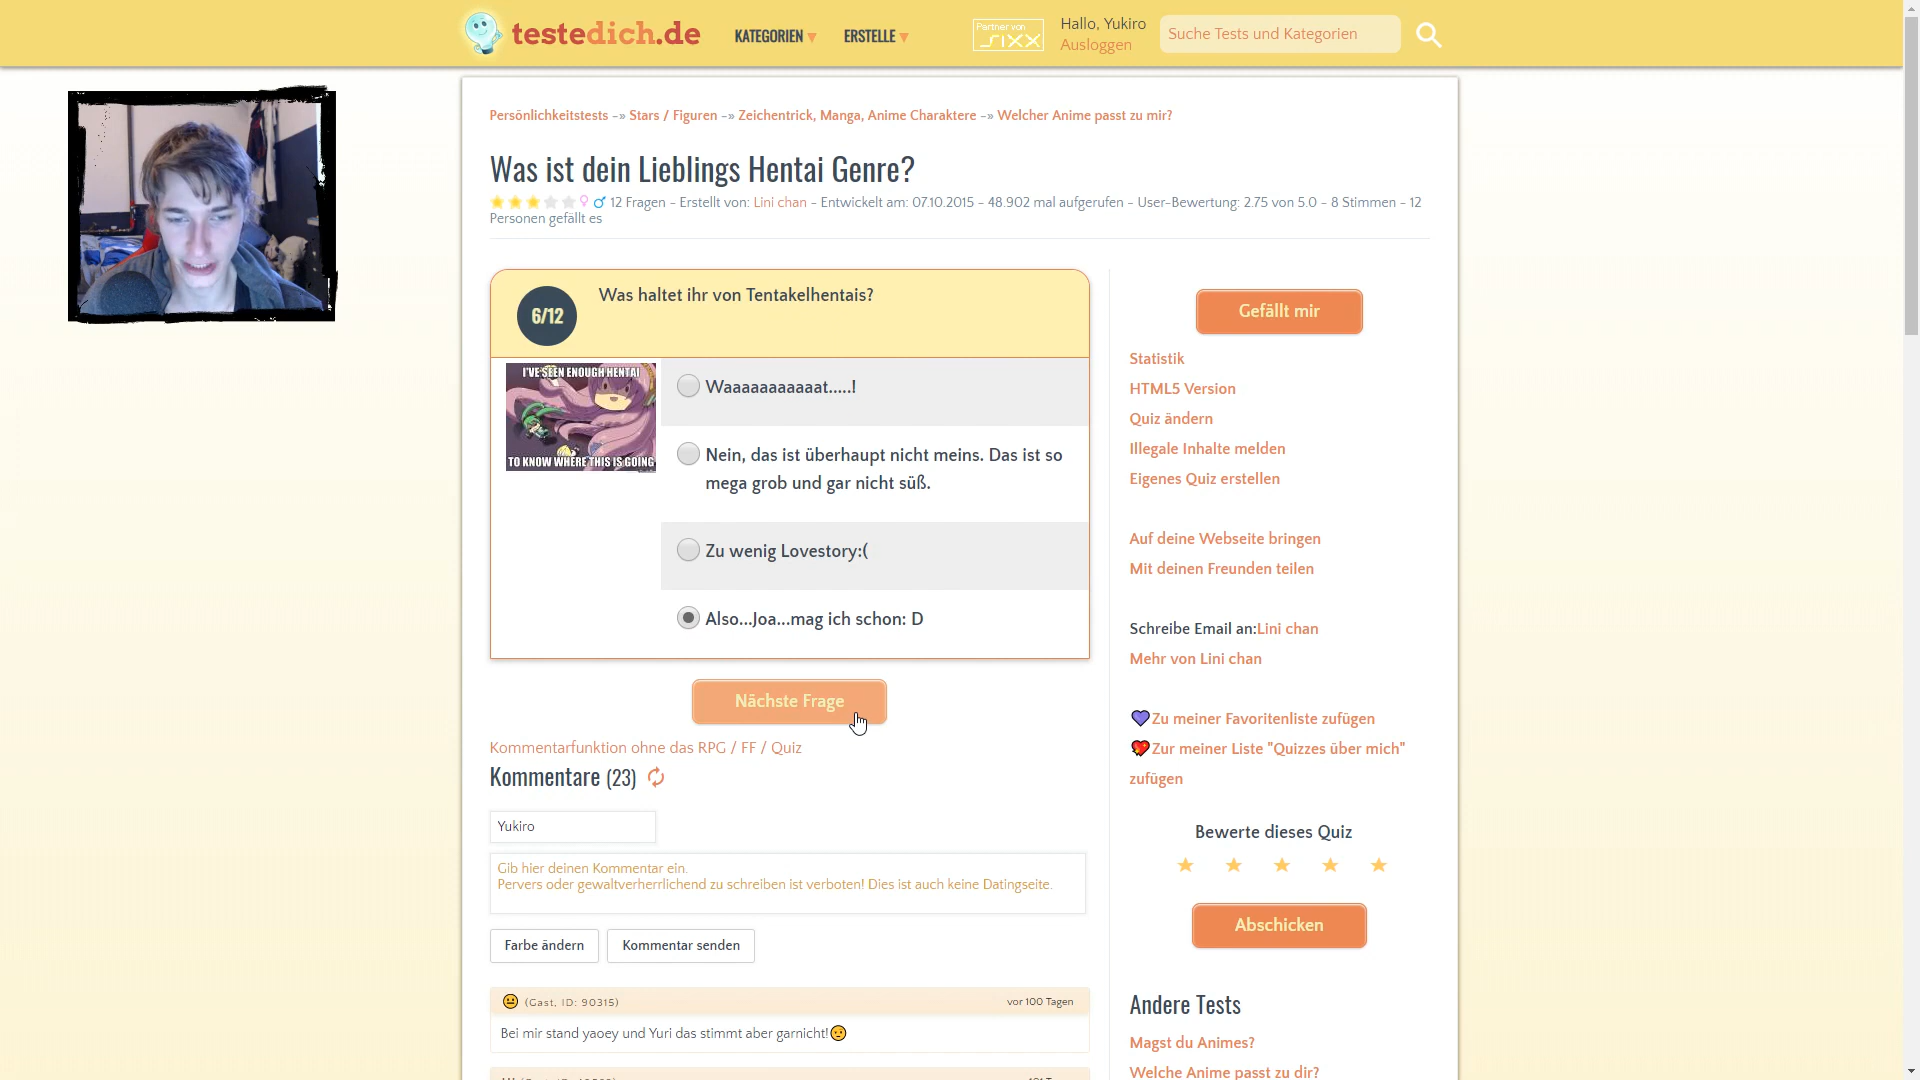 testedich.de
KATEGORIEN
ERSTELLE
Partner von
sixx
Hallo, Yukiro
Ausloggen
Suche Tests und Kategorien
Persönlichkeitstests -» Stars / Figuren -» Zeichentrick, Manga, Anime Charaktere -» Welcher Anime passt zu mir?
Was ist dein Lieblings Hentai Genre?
12 Fragen - Erstellt von: Lini chan - Entwickelt am: 07.10.2015 - 48.902 mal aufgerufen - User-Bewertung: 2.75 von 5.0 - 8 Stimmen - 12
Personen gefällt es
6/12
Was haltet ihr von Tentakelhentais?
I'VE SEEN ENOUGH HENTAI
TO KNOW WHERE THIS IS GOING
Waaaaaaaaaaat.....!
Nein, das ist überhaupt nicht meins. Das ist so
mega grob und gar nicht süß.
Zu wenig Lovestory:(
Also...Joa...mag ich schon: D
Nächste Frage
Kommentarfunktion ohne das RPG / FF / Quiz
Kommentare (23)
Yukiro
Gib hier deinen Kommentar ein.
Pervers oder gewaltverherrlichend zu schreiben ist verboten! Dies ist auch keine Datingseite.
Farbe ändern
Kommentar senden
(Gast, ID: 90315)
vor 100 Tagen
Bei mir stand yaoey und Yuri das stimmt aber garnicht!
Gefällt mir
Statistik
HTML5 Version
Quiz ändern
Illegale Inhalte melden
Eigenes Quiz erstellen
Auf deine Webseite bringen
Mit deinen Freunden teilen
Schreibe Email an:Lini chan
Mehr von Lini chan
Zu meiner Favoritenliste zufügen
Zur meiner Liste "Quizzes über mich"
zufügen
Bewerte dieses Quiz
Abschicken
Andere Tests
Magst du Animes?
Welche Anime passt zu dir?